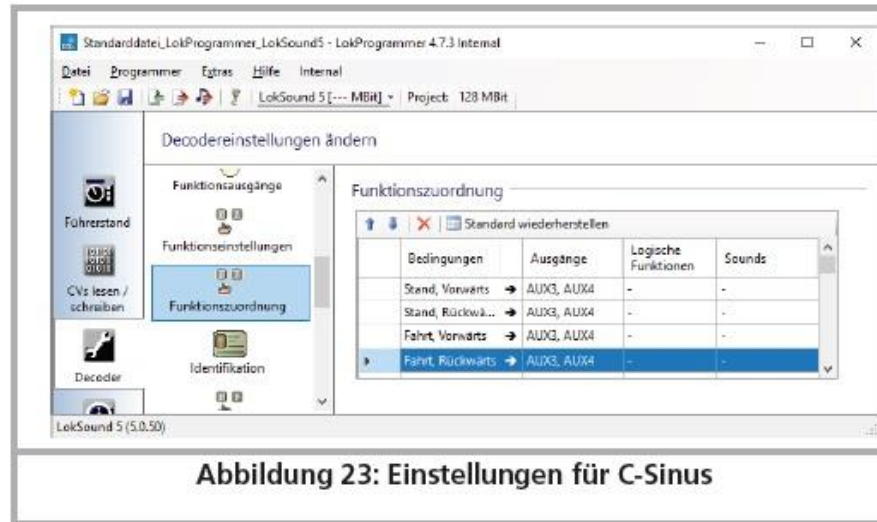 Standarddatei_LokProgrammer_LokSound5 - LokProgrammer 4.7.3 Internal
Datei Programmer Extras Hilfe Internal
LokSound 5 [--- MBit] Project: 128 MBit
Decodereinstellungen ändern
Führerstand
CVs lesen /
schreiben
Decoder
Funktionsausgänge
Funktionseinstellungen
Funktionszuordnung
Identifikation
Funktionszuordnung
Standard wiederherstellen
Bedingungen Ausgänge Logische Funktionen Sounds
Stand, Vorwärts AUX3, AUX4 - -
Stand, Rückwä... AUX3, AUX4 - -
Fahrt, Vorwärts AUX3, AUX4 - -
Fahrt, Rückwärts AUX3, AUX4 - -
LokSound 5 (5.0.50)
Abbildung 23: Einstellungen für C-Sinus